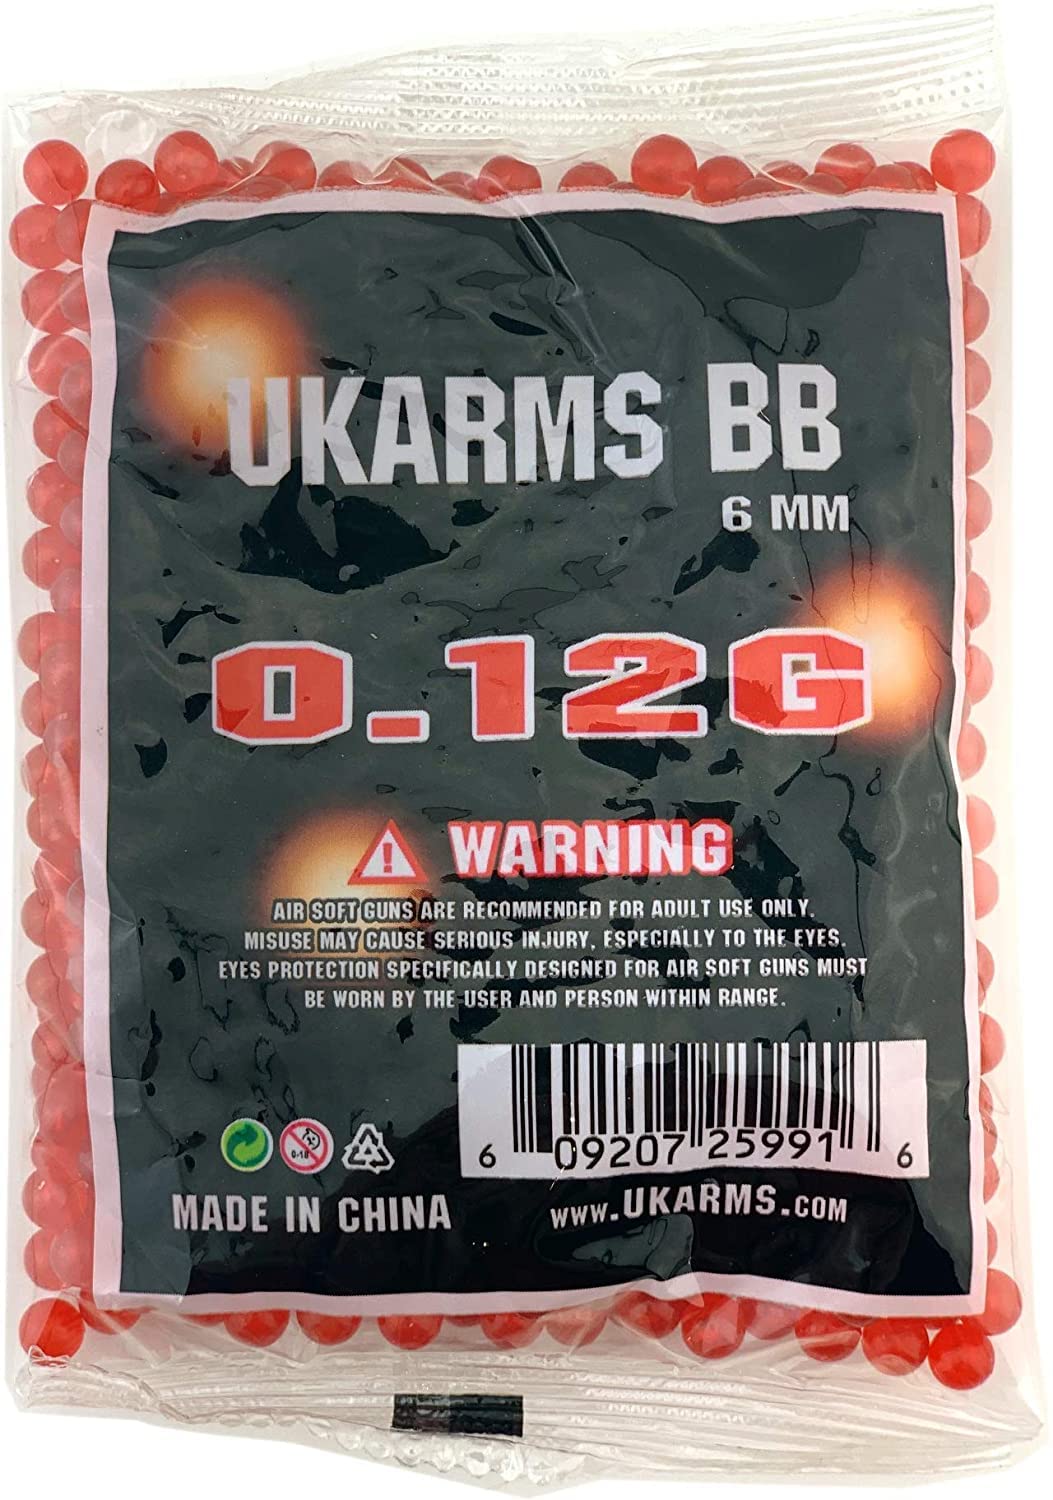 UKARMS BB
6 MM
0.12G
! WARNING
AIR SOFT GUNS ARE RECOMMENDED FOR ADULT USE ONLY.
MISUSE MAY CAUSE SERIOUS INJURY, ESPECIALLY TO THE EYES.
EYES PROTECTION SPECIFICALLY DESIGNED FOR AIR SOFT GUNS MUST
BE WORN BY THE USER AND PERSON WITHIN RANGE.
0-18
6 09207 25991 6
MADE IN CHINA
www.UKARMS.COM